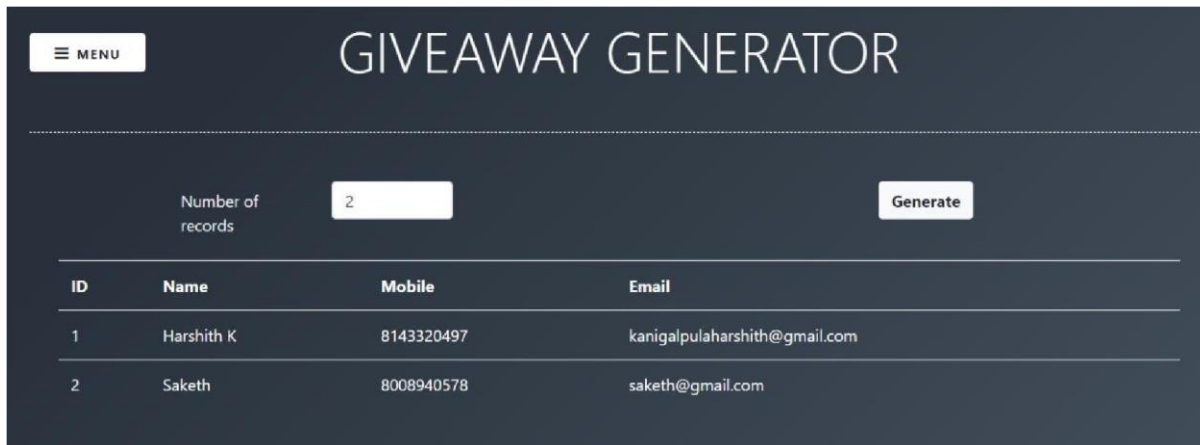 ☰ MENU
GIVEAWAY GENERATOR
Number of
records
2
Generate
ID Name Mobile Email
1 Harshith K 8143320497 kanigalpulaharshith@gmail.com
2 Saketh 8008940578 saketh@gmail.com